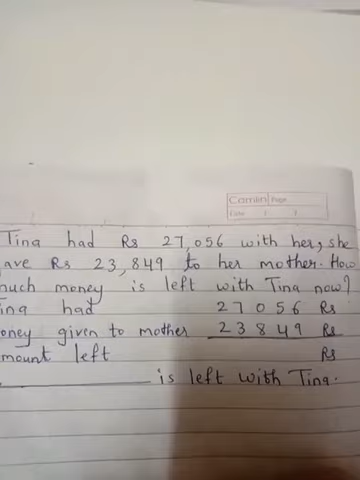 Camlin Page
Date / /
Tina had Rs 27,056 with her, she
ave Rs 23,849 to her mother. How
uch money is left with Tina now?
ina had 27056 Rs
oney given to mother 23849 Rs
mount left Rs
___________ is left with Tina.